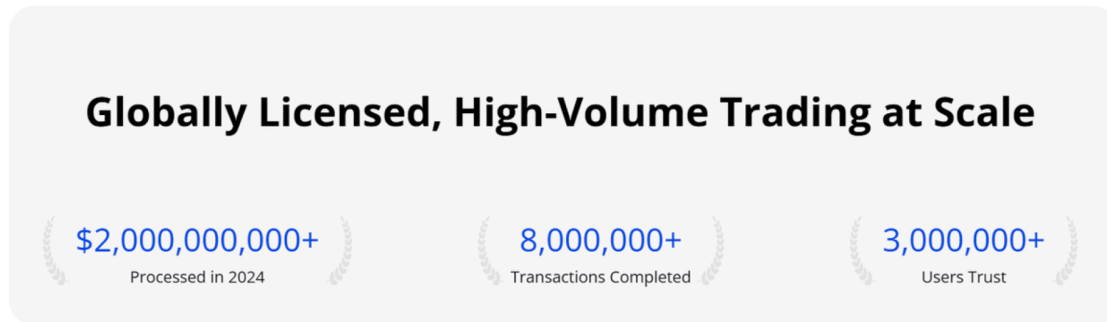 Globally Licensed, High-Volume Trading at Scale
$2,000,000,000+
Processed in 2024
8,000,000+
Transactions Completed
3,000,000+
Users Trust